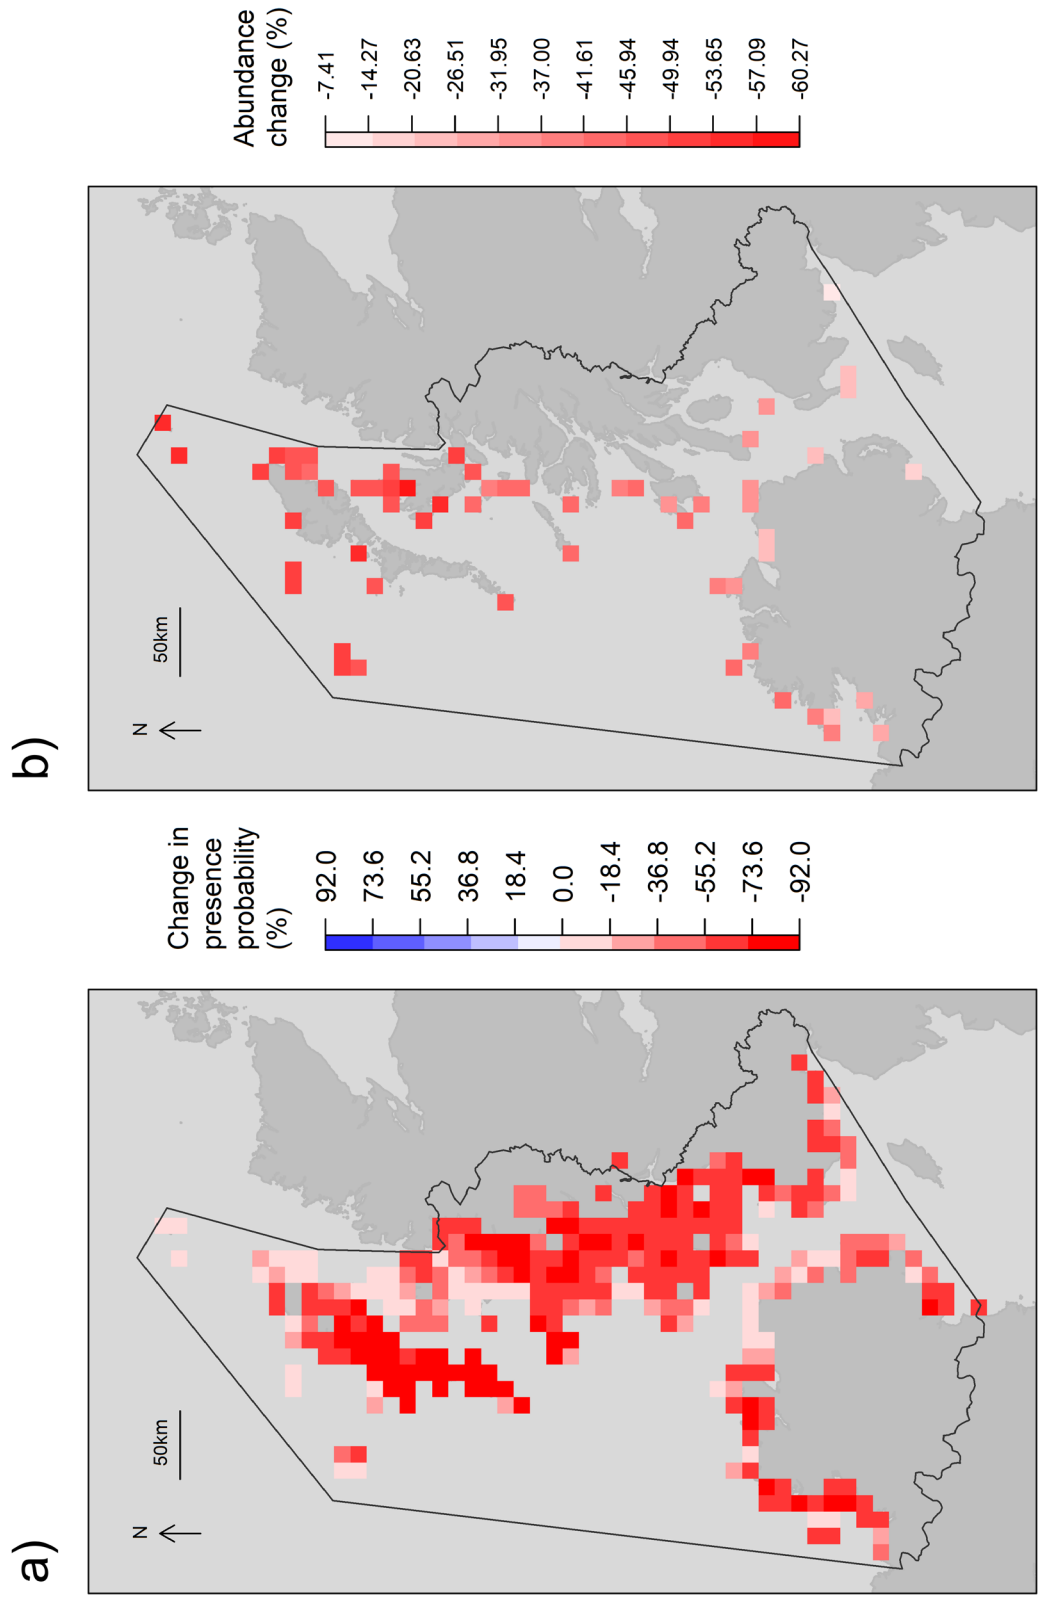 a)
N
50km
Change in
presence
probability
(%)
92.0
73.6
55.2
36.8
18.4
0.0
-18.4
-36.8
-55.2
-73.6
-92.0
b)
N
50km
Abundance
change (%)
-7.41
-14.27
-20.63
-26.51
-31.95
-37.00
-41.61
-45.94
-49.94
-53.65
-57.09
-60.27